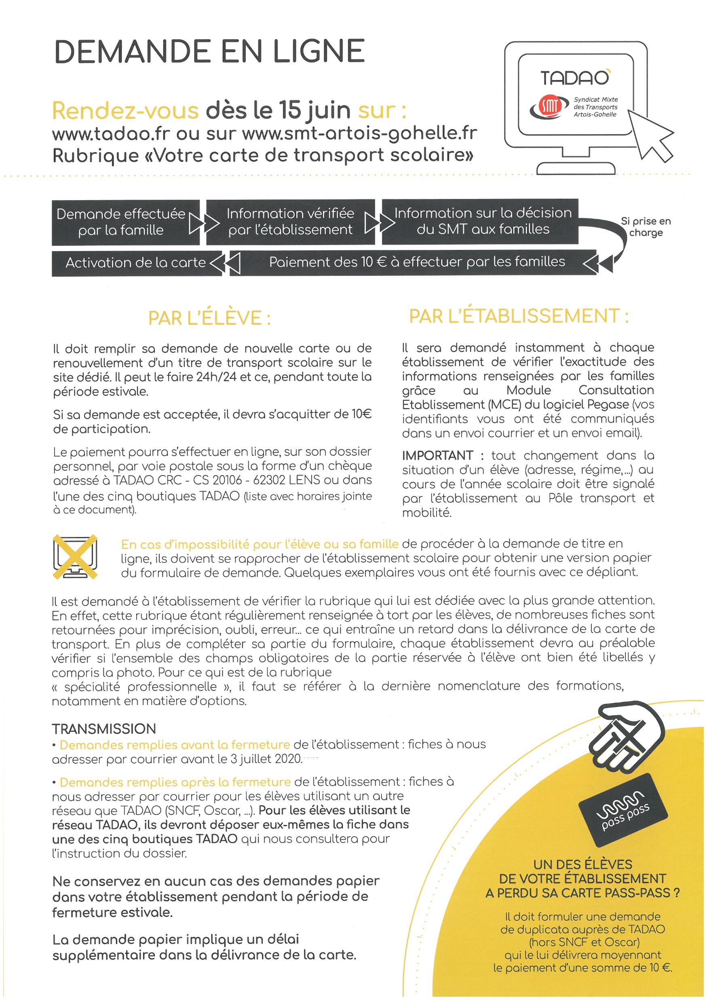 DEMANDE EN LIGNE
TADAO
SMT
Syndicat Mixte
des Transports
Artois-Gohelle
Rendez-vous dès le 15 juin sur :
www.tadao.fr ou sur www.smt-artois-gohelle.fr
Rubrique «Votre carte de transport scolaire»
Demande effectuée
par la famille
Information vérifiée
par l'établissement
Information sur la décision
du SMT aux familles
Si prise en
charge
Activation de la carte
Paiement des 10 € à effectuer par les familles
PAR L'ÉLÈVE :
Il doit remplir sa demande de nouvelle carte ou de
renouvellement d'un titre de transport scolaire sur le
site dédié. Il peut le faire 24h/24 et ce, pendant toute la
période estivale.
Si sa demande est acceptée, il devra s'acquitter de 10€
de participation.
Le paiement pourra s'effectuer en ligne, sur son dossier
personnel, par voie postale sous la forme d'un chèque
adressé à TADAO CRC - CS 20106 - 62302 LENS ou dans
l'une des cinq boutiques TADAO (liste avec horaires jointe
à ce document).
PAR L'ÉTABLISSEMENT :
Il sera demandé instamment à chaque
établissement de vérifier l'exactitude des
informations renseignées par les familles
grâce au Module Consultation
Etablissement (MCE) du logiciel Pegase (vos
identifiants vous ont été communiqués
dans un envoi courrier et un envoi email).
IMPORTANT : tout changement dans la
situation d'un élève (adresse, régime,...) au
cours de l'année scolaire doit être signalé
par l'établissement au Pôle transport et
mobilité.
En cas d'impossibilité pour l'élève ou sa famille de procéder à la demande de titre en
ligne, ils doivent se rapprocher de l'établissement scolaire pour obtenir une version papier
du formulaire de demande. Quelques exemplaires vous ont été fournis avec ce dépliant.
Il est demandé à l'établissement de vérifier la rubrique qui lui est dédiée avec la plus grande attention.
En effet, cette rubrique étant régulièrement renseignée à tort par les élèves, de nombreuses fiches sont
retournées pour imprécision, oubli, erreur... ce qui entraîne un retard dans la délivrance de la carte de
transport. En plus de compléter sa partie du formulaire, chaque établissement devra au préalable
vérifier si l'ensemble des champs obligatoires de la partie réservée à l'élève ont bien été libellés y
compris la photo. Pour ce qui est de la rubrique
« spécialité professionnelle », il faut se référer à la dernière nomenclature des formations,
notamment en matière d'options.
TRANSMISSION
• Demandes remplies avant la fermeture de l'établissement : fiches à nous
adresser par courrier avant le 3 juillet 2020.
• Demandes remplies après la fermeture de l'établissement : fiches à
nous adresser par courrier pour les élèves utilisant un autre
réseau que TADAO (SNCF, Oscar, ...). Pour les élèves utilisant le
réseau TADAO, ils devront déposer eux-mêmes la fiche dans
une des cinq boutiques TADAO qui nous consultera pour
l'instruction du dossier.
Ne conservez en aucun cas des demandes papier
dans votre établissement pendant la période de
fermeture estivale.
La demande papier implique un délai
supplémentaire dans la délivrance de la carte.
pass pass
UN DES ÉLÈVES
DE VOTRE ÉTABLISSEMENT
A PERDU SA CARTE PASS-PASS ?
Il doit formuler une demande
de duplicata auprès de TADAO
(hors SNCF et Oscar)
qui le lui délivrera moyennant
le paiement d'une somme de 10 €.